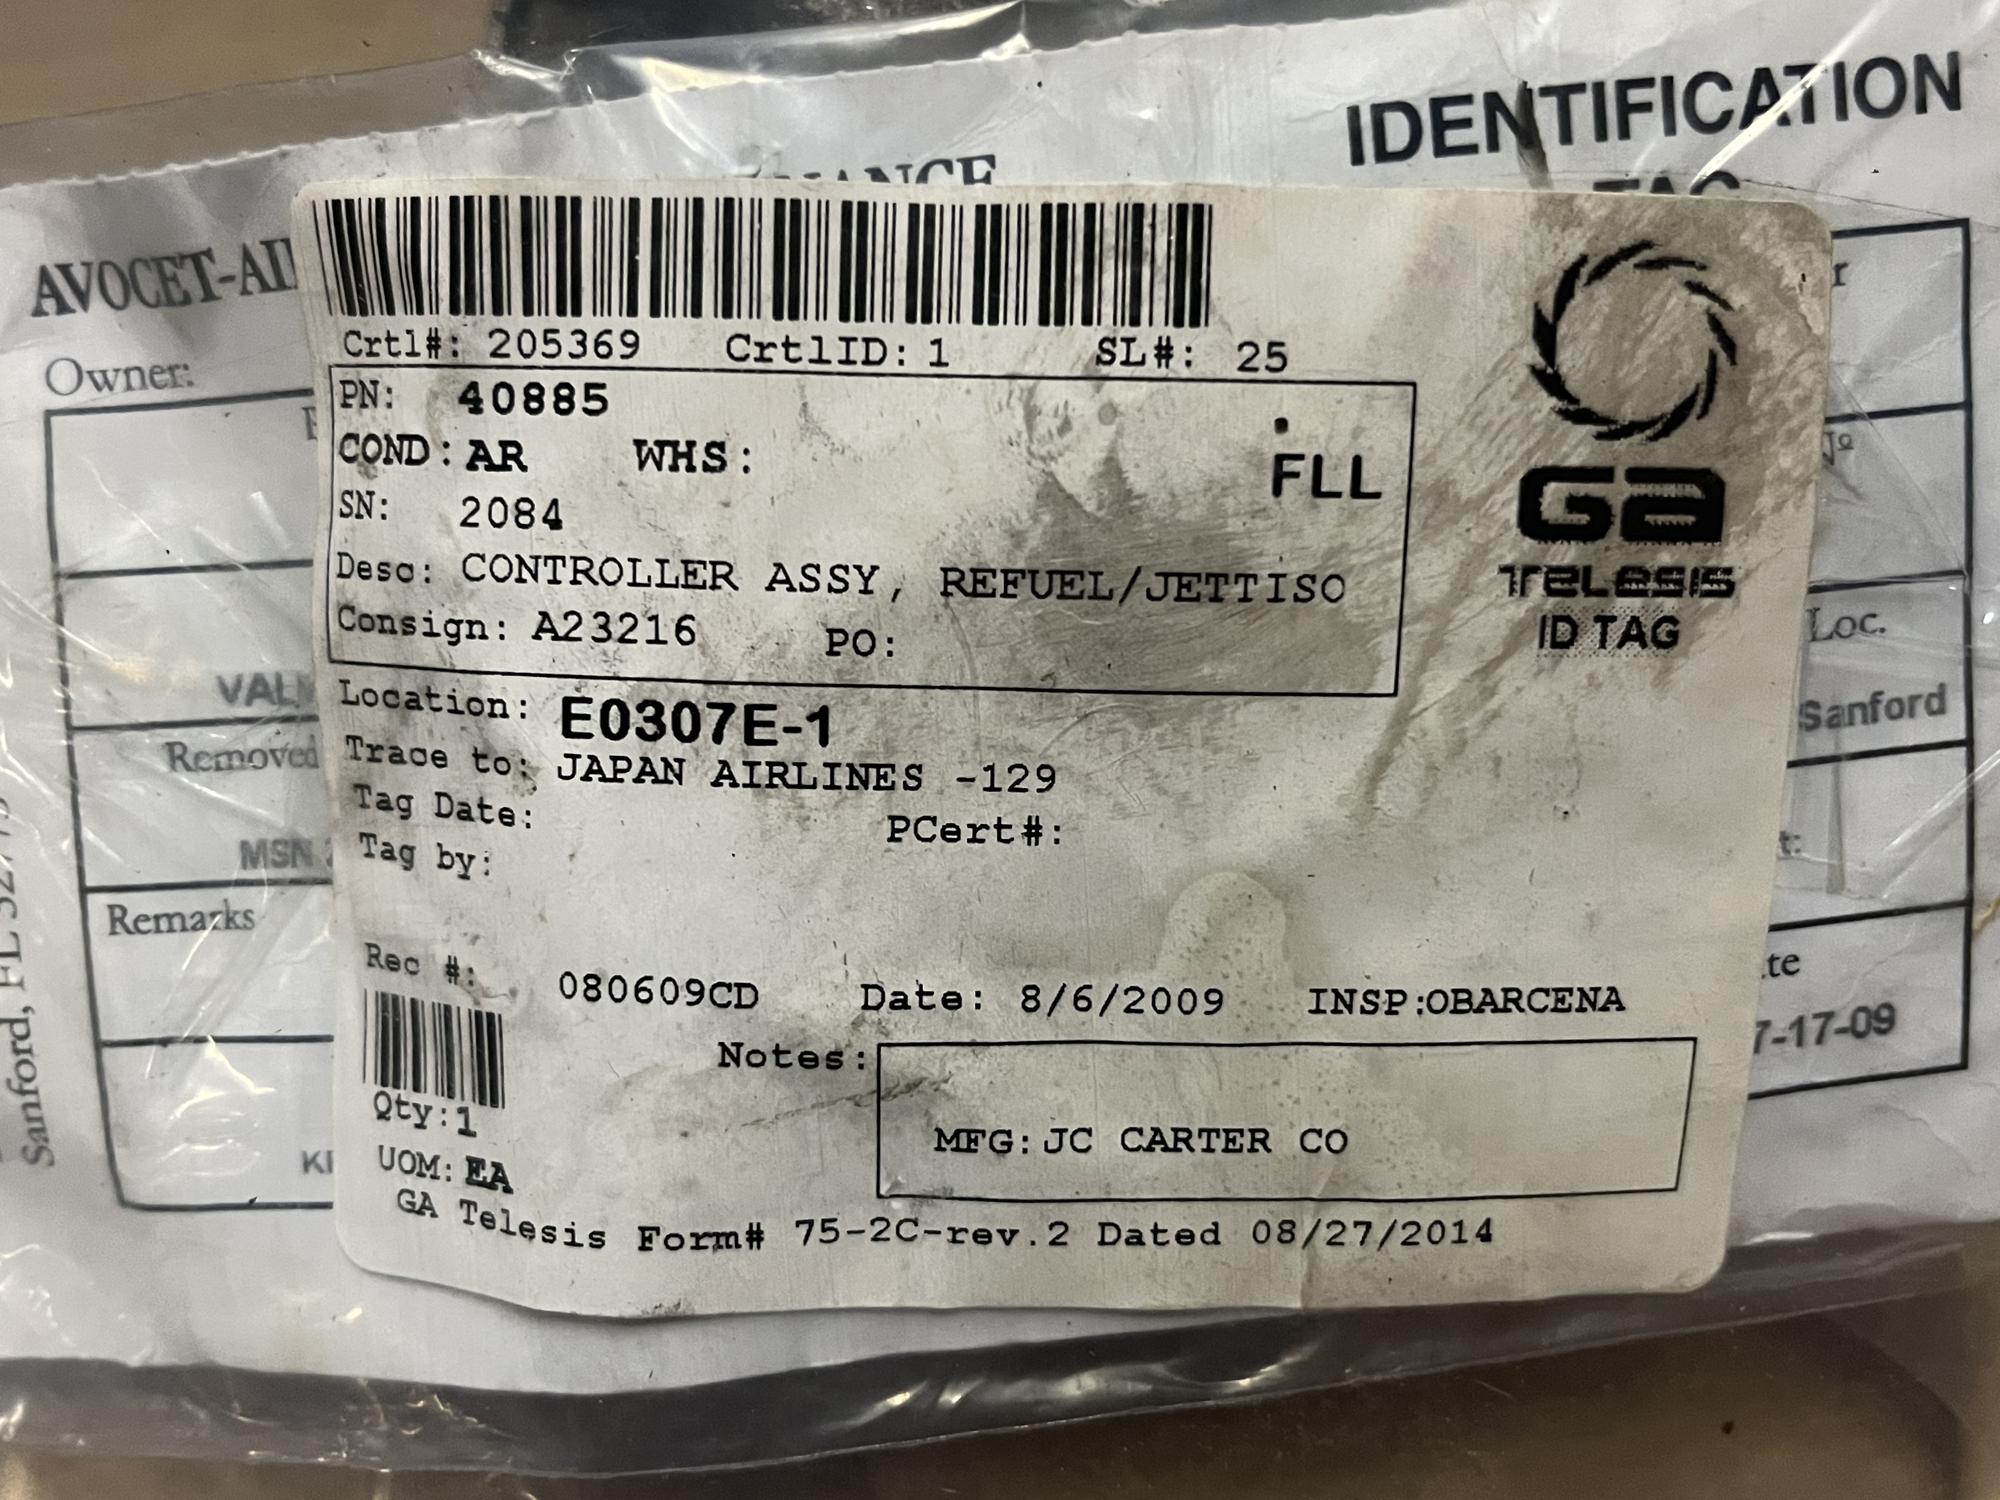 IDENTIFICATION
AVOCET-
Owner:
Crtl#: 205369 CrtlID: 1 SL#: 25
PN: 40885
COND: AR WHS: FLL
SN: 2084
Desc: CONTROLLER ASSY, REFUEL/JETTISO
Consign: A23216 PO:
GA
TELESIS
ID TAG
Location: E0307E-1
Trace to: JAPAN AIRLINES -129
Tag Date: PCert#:
Tag by:
Loc.
Sanford
Removed
MSN
Remarks
Rec #: 080609CD Date: 8/6/2009 INSP:OBARCENA
7-17-09
Notes: MFG: JC CARTER CO
Qty:1
UOM: EA
GA Telesis Form# 75-2C-rev.2 Dated 08/27/2014
Sanford, FL